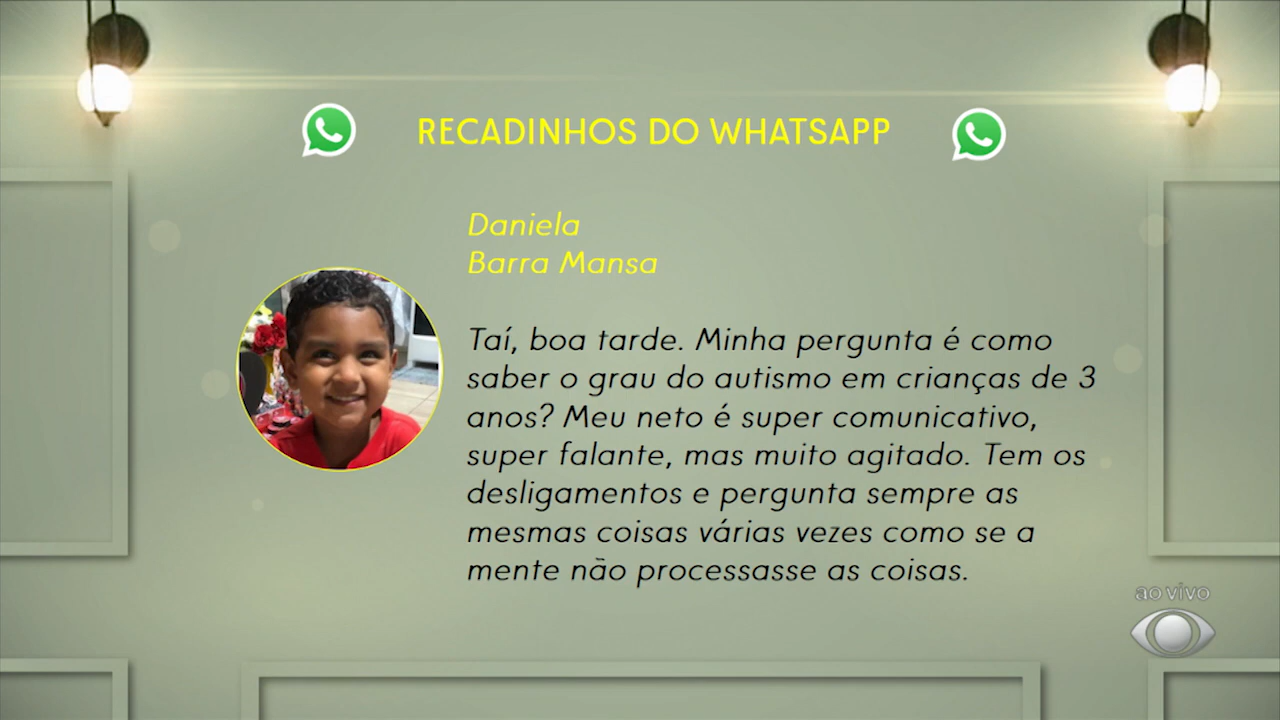 RECADINHOS DO WHATSAPP
Daniela
Barra Mansa
Taí, boa tarde. Minha pergunta é como
saber o grau do autismo em crianças de 3
anos? Meu neto é super comunicativo,
super falante, mas muito agitado. Tem os
desligamentos e pergunta sempre as
mesmas coisas várias vezes como se a
mente não processasse as coisas.
ao vivo